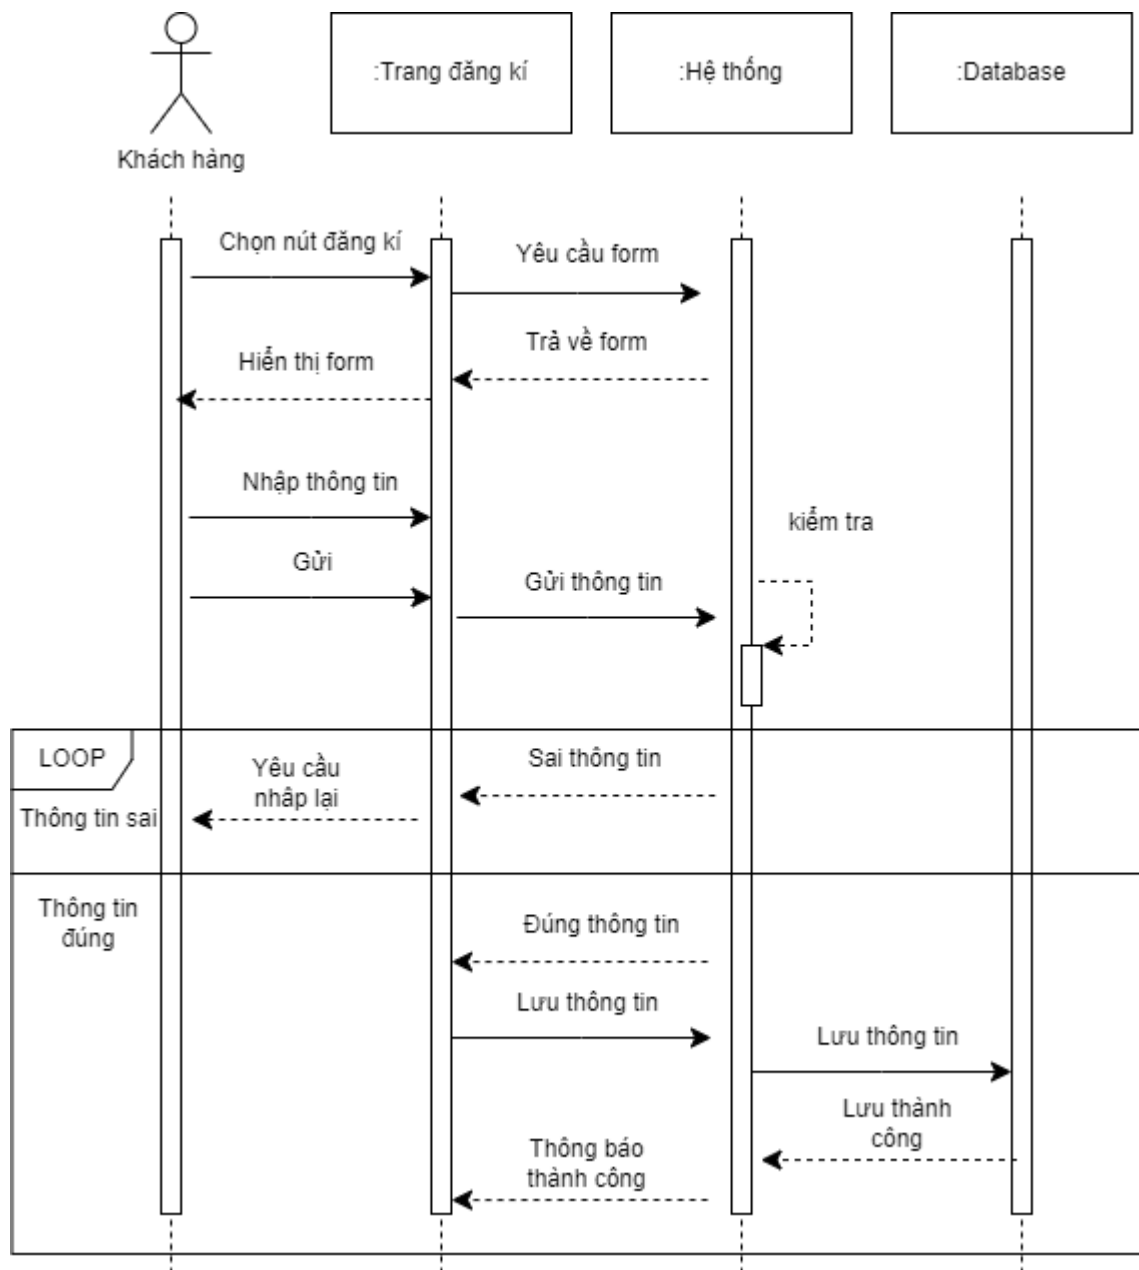 :Trang đăng kí
:Hệ thống
:Database
Khách hàng
Chọn nút đăng kí
Yêu cầu form
Trả về form
Hiển thị form
Nhập thông tin
kiểm tra
Gửi
Gửi thông tin
LOOP
Sai thông tin
Yêu cầu
nhâp lại
Thông tin sai
Thông tin
đúng
Đúng thông tin
Lưu thông tin
Lưu thông tin
Lưu thành
công
Thông báo
thành công